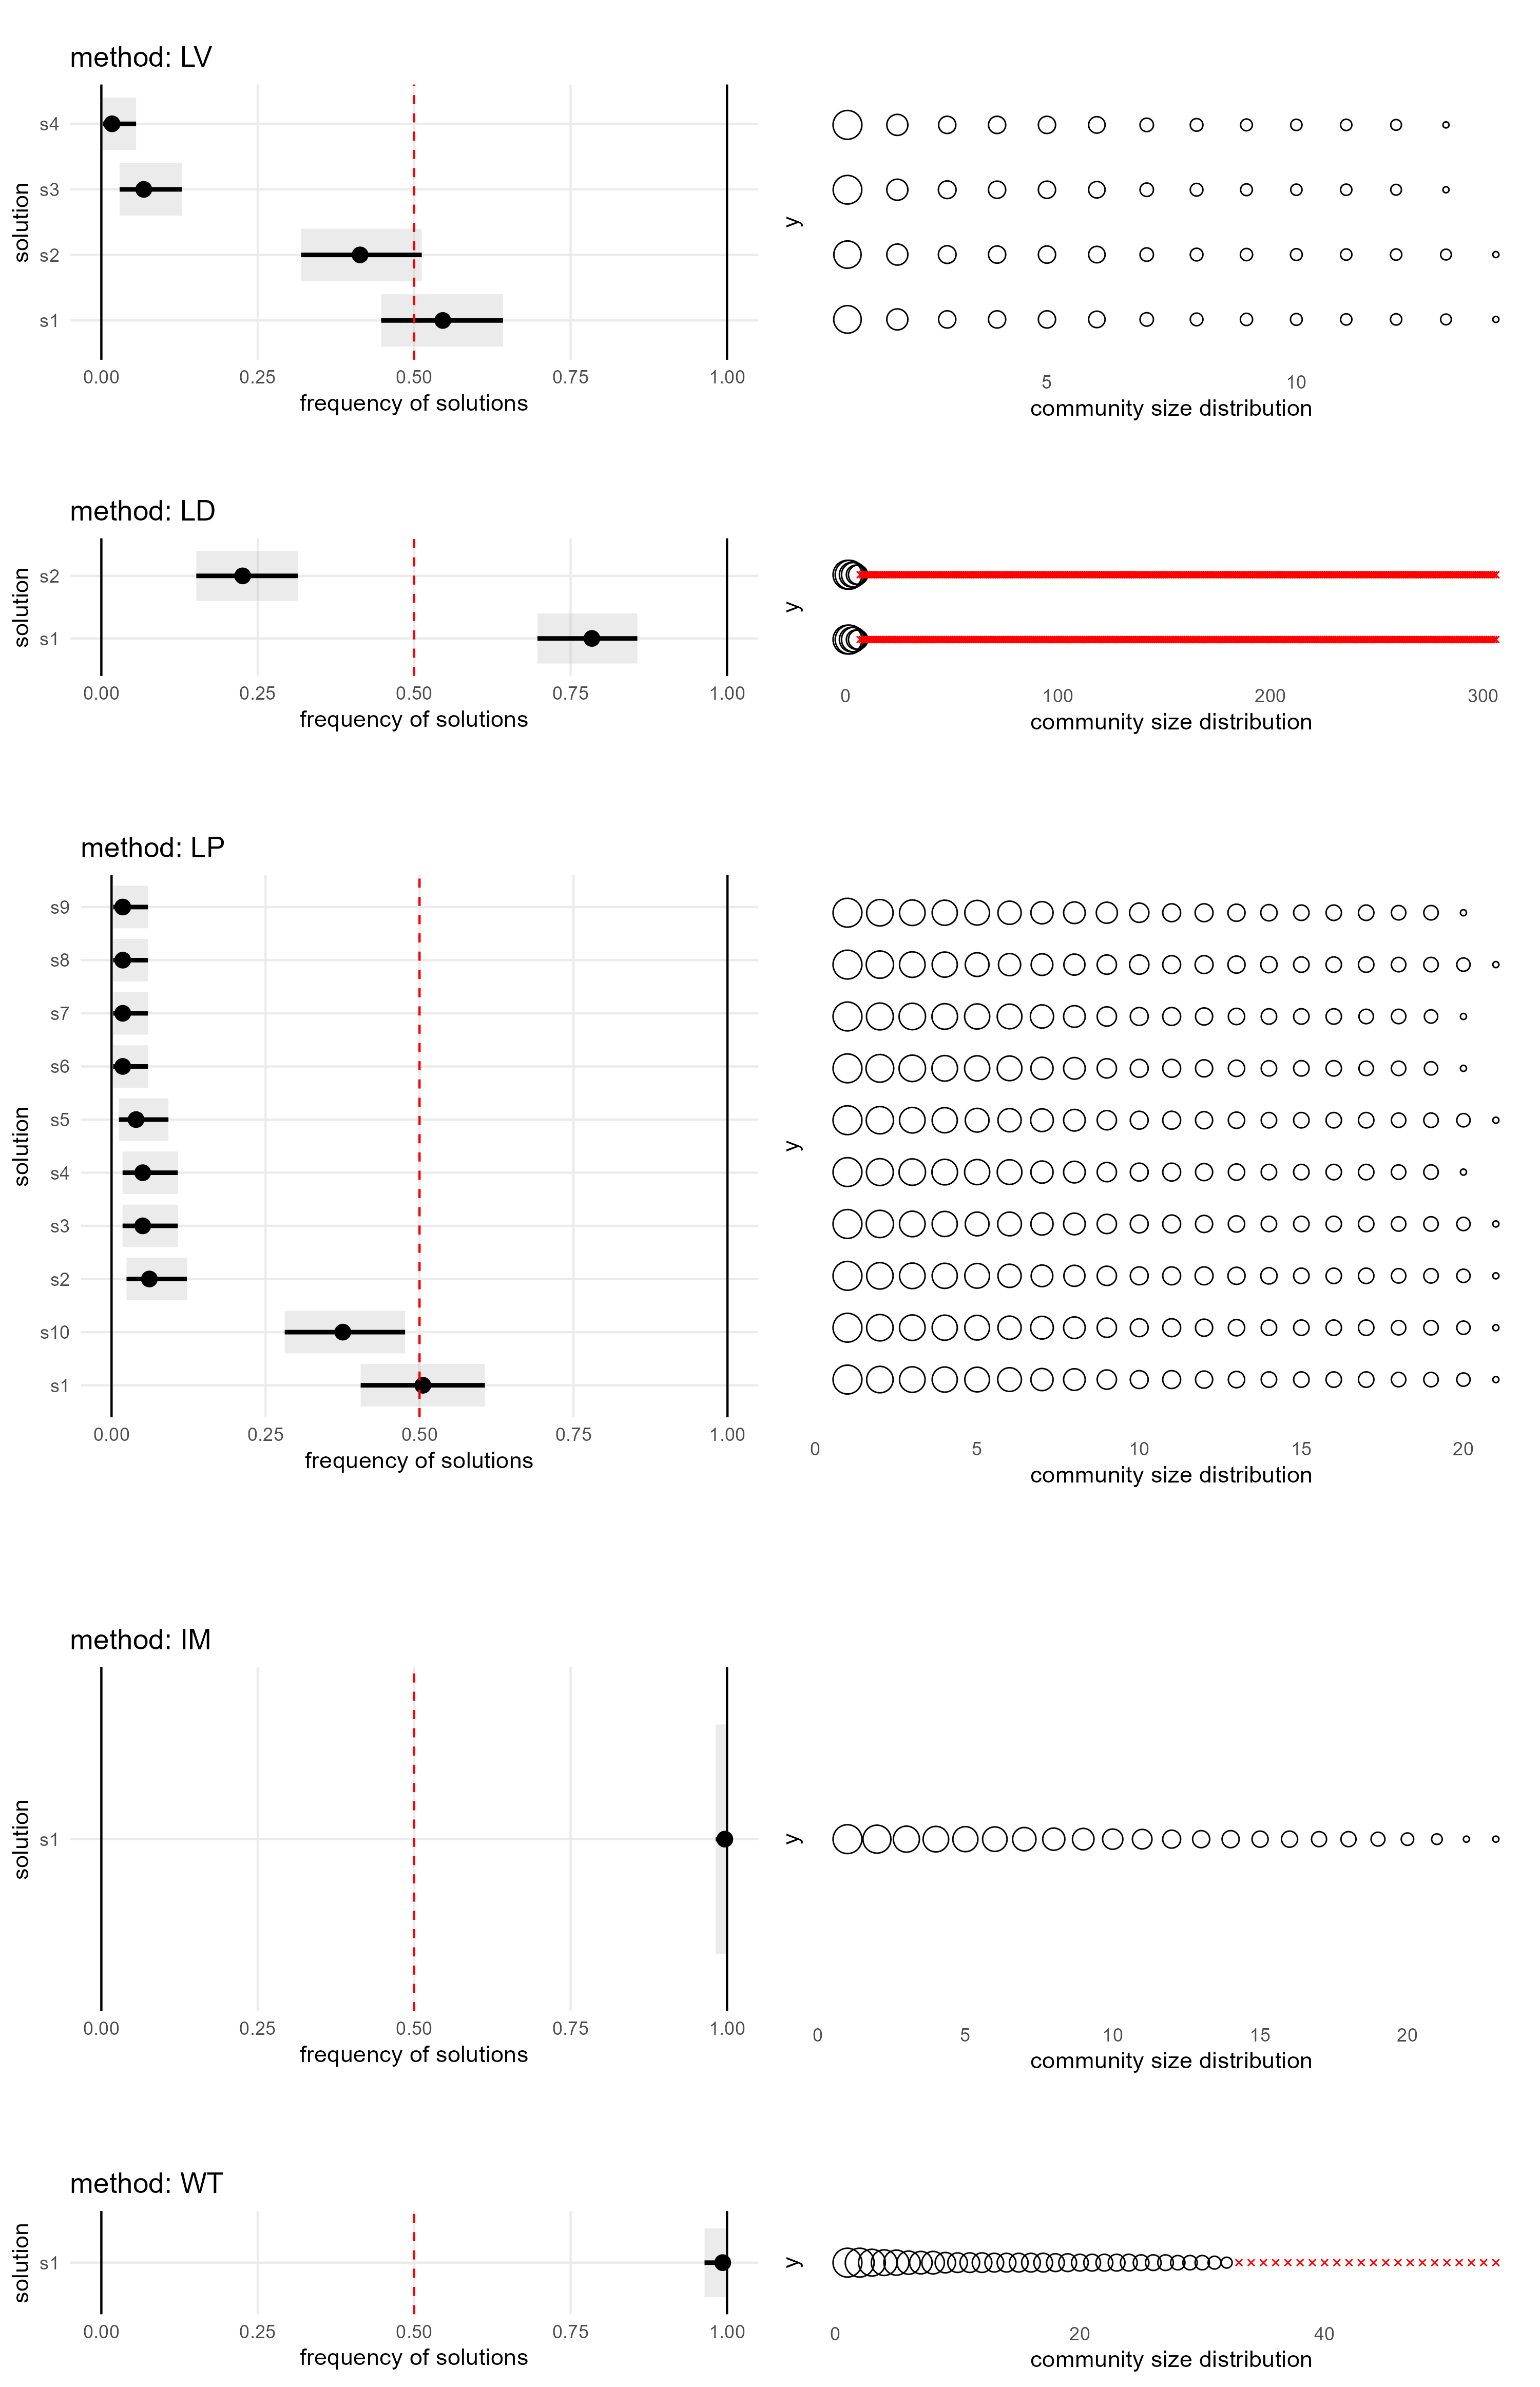 method: LV
solution
s4
s3
s2
s1
0.00 0.25 0.50 0.75 1.00
frequency of solutions
y
5 10
community size distribution
method: LD
solution
s2
s1
0.00 0.25 0.50 0.75 1.00
frequency of solutions
y
0 100 200 300
community size distribution
method: LP
solution
s9
s8
s7
s6
s5
s4
s3
s2
s10
s1
0.00 0.25 0.50 0.75 1.00
frequency of solutions
y
0 5 10 15 20
community size distribution
method: IM
solution
s1
0.00 0.25 0.50 0.75 1.00
frequency of solutions
y
0 5 10 15 20
community size distribution
method: WT
solution
s1
0.00 0.25 0.50 0.75 1.00
frequency of solutions
y
0 20 40
community size distribution